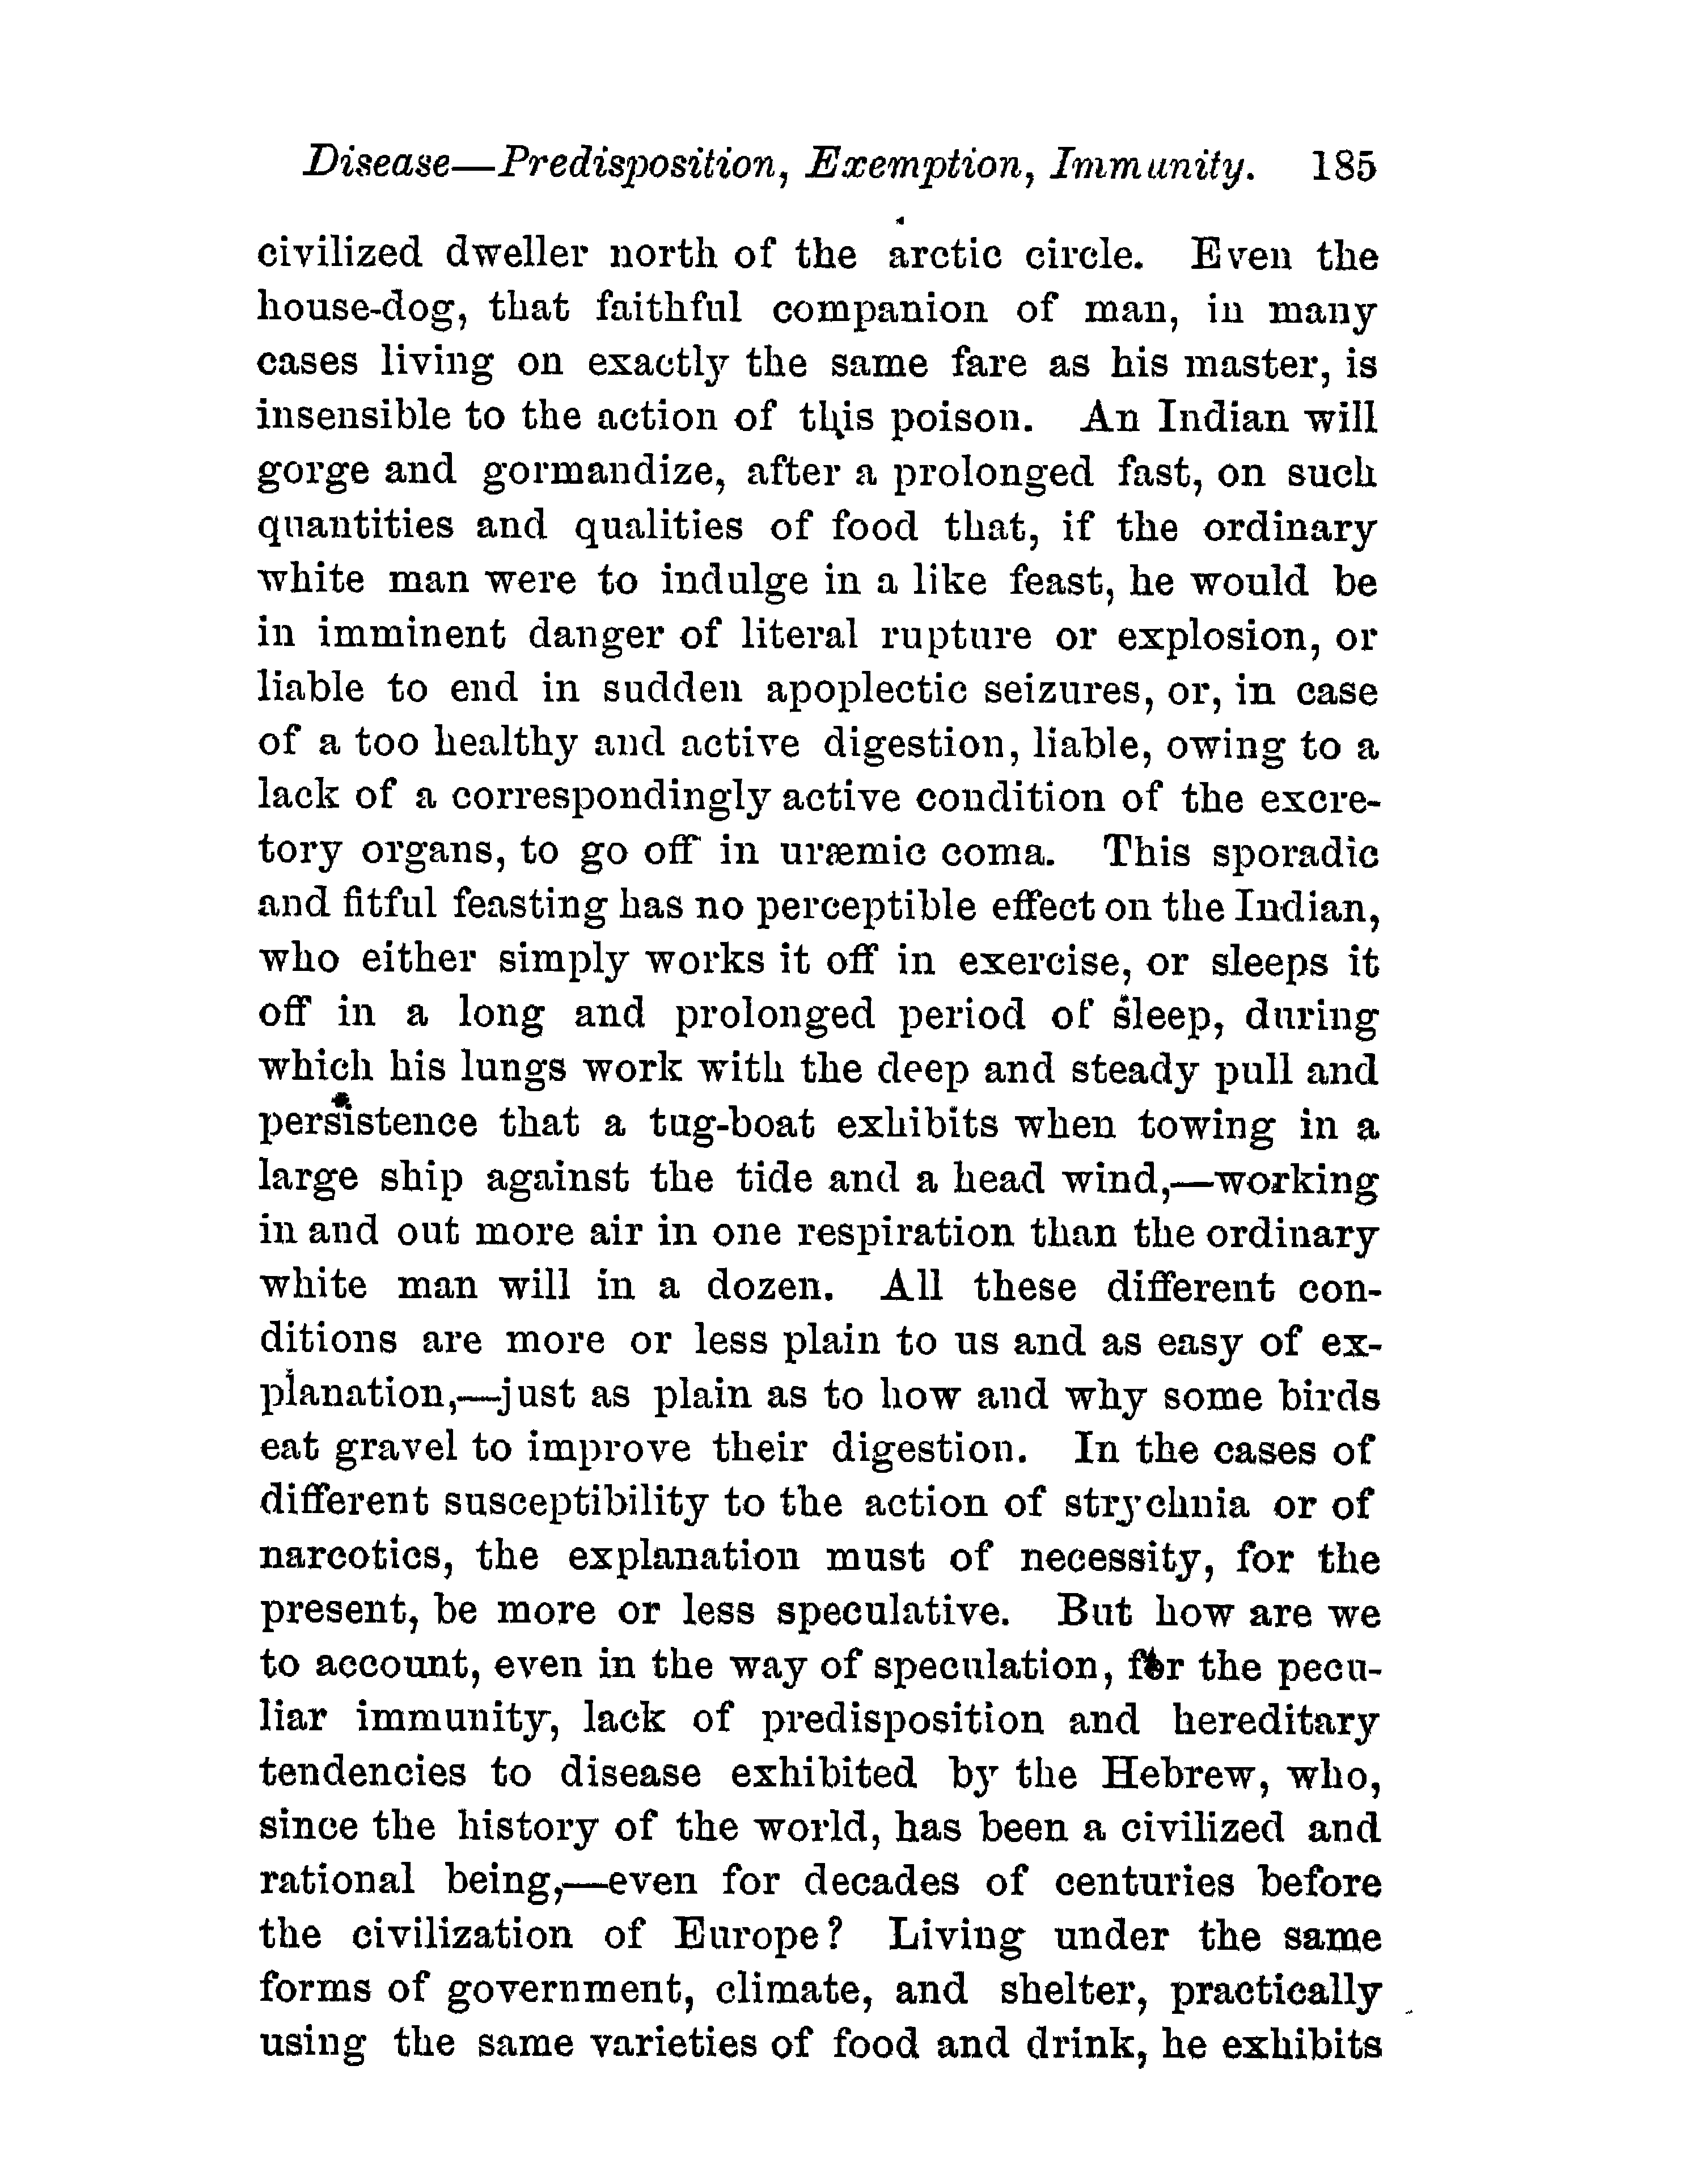 Disease—Predisposition, Exemption, Immunity. 185
civilized dweller north of the arctic circle. Even the
house-dog, that faithful companion of man, in many
cases living on exactly the same fare as his master, is
insensible to the action of this poison. An Indian will
gorge and gormandize, after a prolonged fast, on such
quantities and qualities of food that, if the ordinary
white man were to indulge in a like feast, he would be
in imminent danger of literal rupture or explosion, or
liable to end in sudden apoplectic seizures, or, in case
of a too healthy and active digestion, liable, owing to a
lack of a correspondingly active condition of the excre-
tory organs, to go off in uræmic coma. This sporadic
and fitful feasting has no perceptible effect on the Indian,
who either simply works it off in exercise, or sleeps it
off in a long and prolonged period of sleep, during
which his lungs work with the deep and steady pull and
persistence that a tug-boat exhibits when towing in a
large ship against the tide and a head wind,—working
in and out more air in one respiration than the ordinary
white man will in a dozen. All these different con-
ditions are more or less plain to us and as easy of ex-
planation,—just as plain as to how and why some birds
eat gravel to improve their digestion. In the cases of
different susceptibility to the action of strychnia or of
narcotics, the explanation must of necessity, for the
present, be more or less speculative. But how are we
to account, even in the way of speculation, for the pecu-
liar immunity, lack of predisposition and hereditary
tendencies to disease exhibited by the Hebrew, who,
since the history of the world, has been a civilized and
rational being,—even for decades of centuries before
the civilization of Europe? Living under the same
forms of government, climate, and shelter, practically
using the same varieties of food and drink, he exhibits